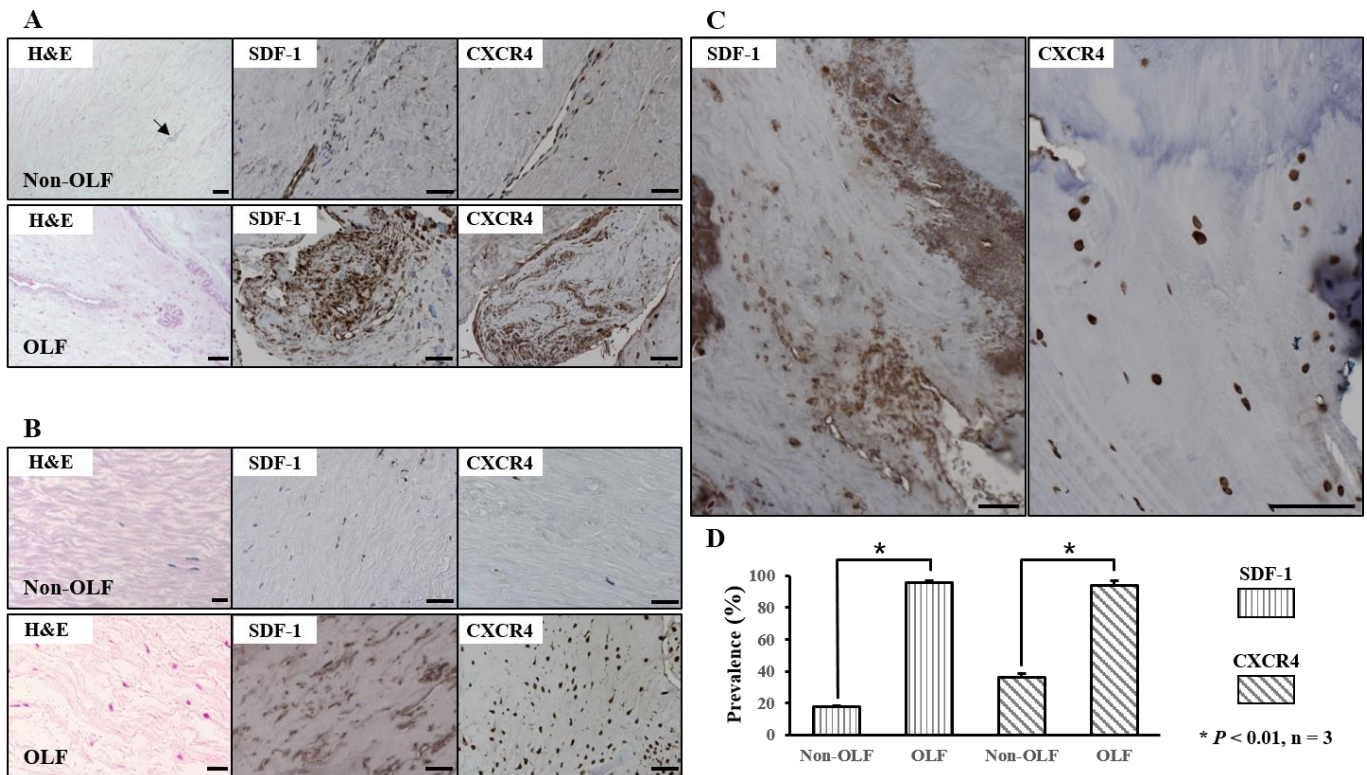 A
H&E
SDF-1
CXCR4
Non-OLF
H&E
SDF-1
CXCR4
OLF
B
H&E
SDF-1
CXCR4
Non-OLF
H&E
SDF-1
CXCR4
OLF
C
SDF-1
CXCR4
D
* *
Prevalence (%)
100
80
60
40
20
0
Non-OLF OLF Non-OLF OLF
SDF-1
CXCR4
* P < 0.01, n = 3